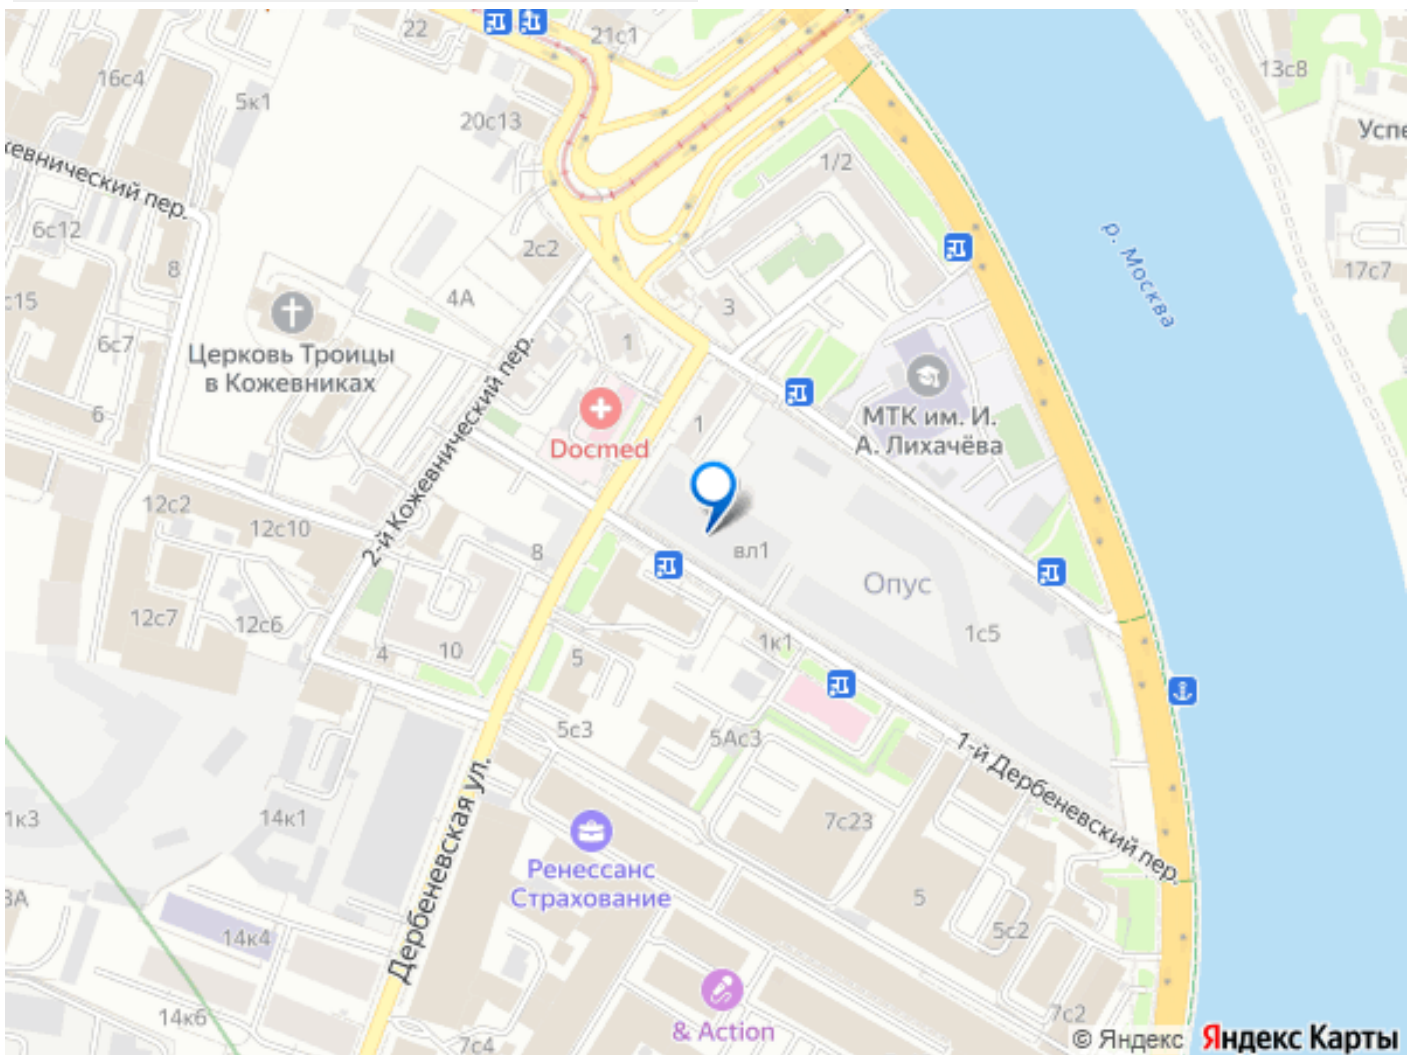 22
21с1
16с4
5к1
20с13
13с8
Успе
1/2
кевнический пер.
6с12
8
2с2
р. Москва
17с7
с15
4А
3
6с7
1
Церковь Троицы
в Кожевниках
2-й Кожевнический пер.
6
Docmed
1
МТК им. И.
А. Лихачёва
12с2
12с10
8
вл1
Опус
12с7
12с6
4
10
5
1к1
1с5
5с3
5Ас3
1-й Дербеневский пер.
1к3
14к1
Дербеневская ул.
7с23
Ренессанс
Страхование
3А
14к4
5
5с2
14к6
& Action
7с4
7с2
© Яндекс Яндекс Карты